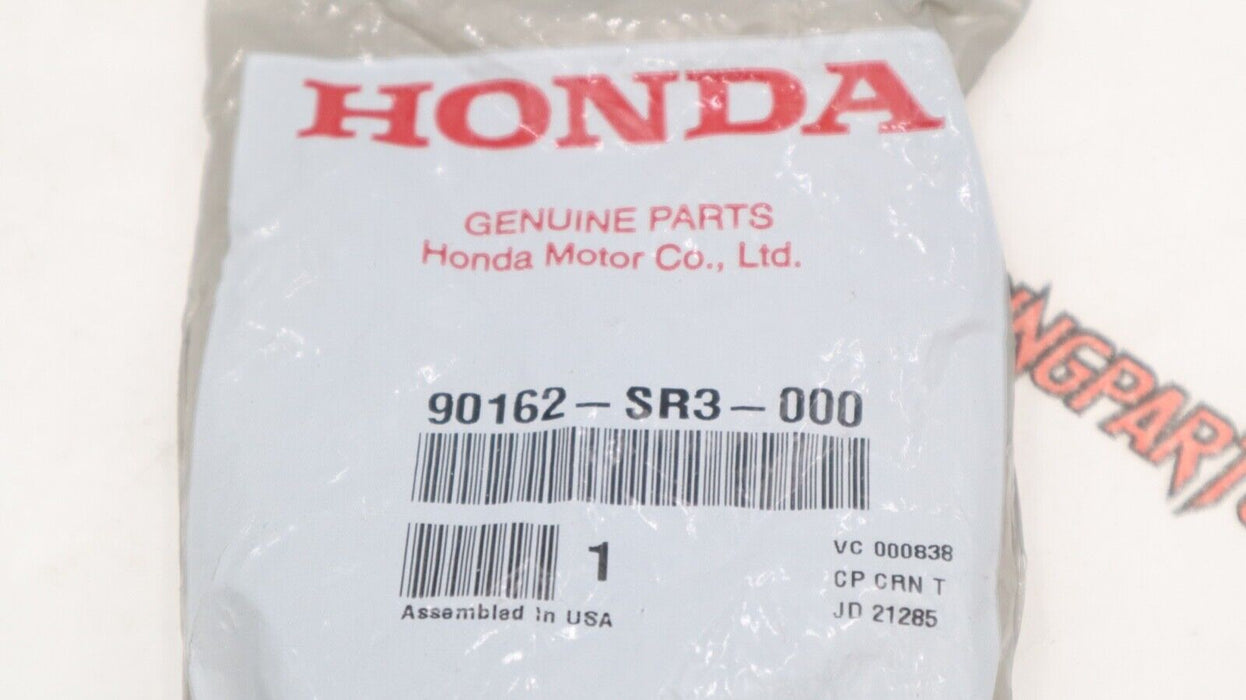 HONDA
GENUINE PARTS
Honda Motor Co., Ltd.
90162-SR3-000
1
Assembled in USA
VC 000838
CP CRN T
JD 21285